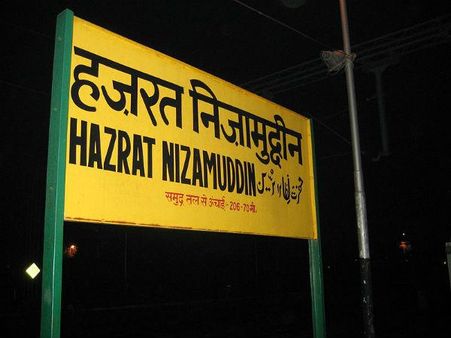 हज़रत निज़ामुद्दीन
HAZRAT NIZAMUDDIN حضرت نظام الدین
समुद्र तल से ऊंचाई:- 206·70 मी.